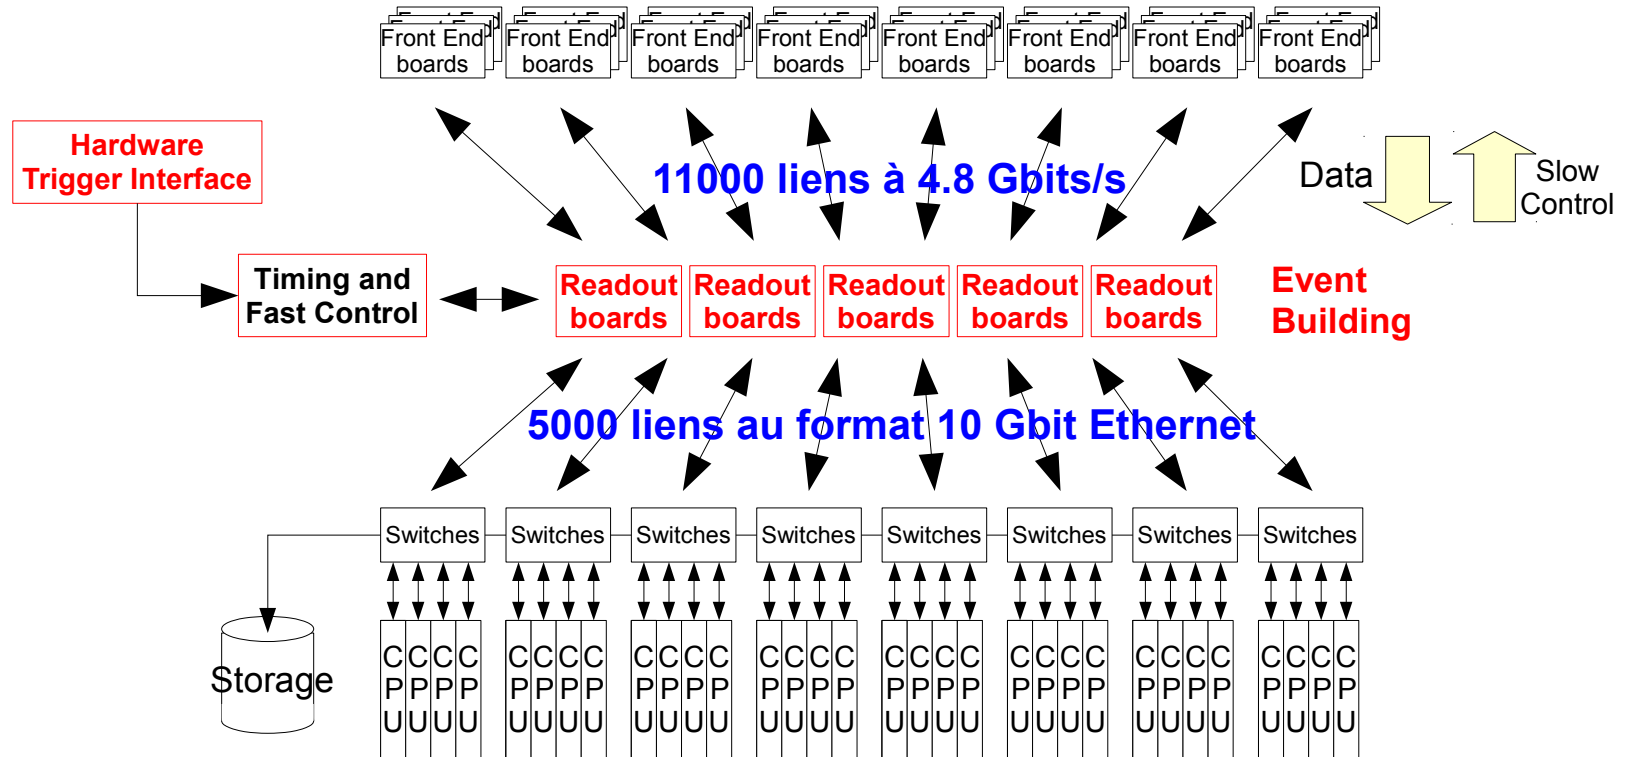 Front End Front End Front End Front End Front End Front End Front End Front End
boards boards boards boards boards boards boards boards
Hardware
Trigger Interface
11000 liens à 4.8 Gbits/s
Data
Slow
Control
Timing and
Fast Control
Readout Readout Readout Readout Readout
boards boards boards boards boards
Event
Building
5000 liens au format 10 Gbit Ethernet
Switches Switches Switches Switches Switches Switches Switches Switches
Storage
CPU CPU CPU CPU CPU CPU CPU CPU CPU CPU CPU CPU CPU CPU CPU CPU CPU CPU CPU CPU CPU CPU CPU CPU CPU CPU CPU CPU CPU CPU CPU CPU